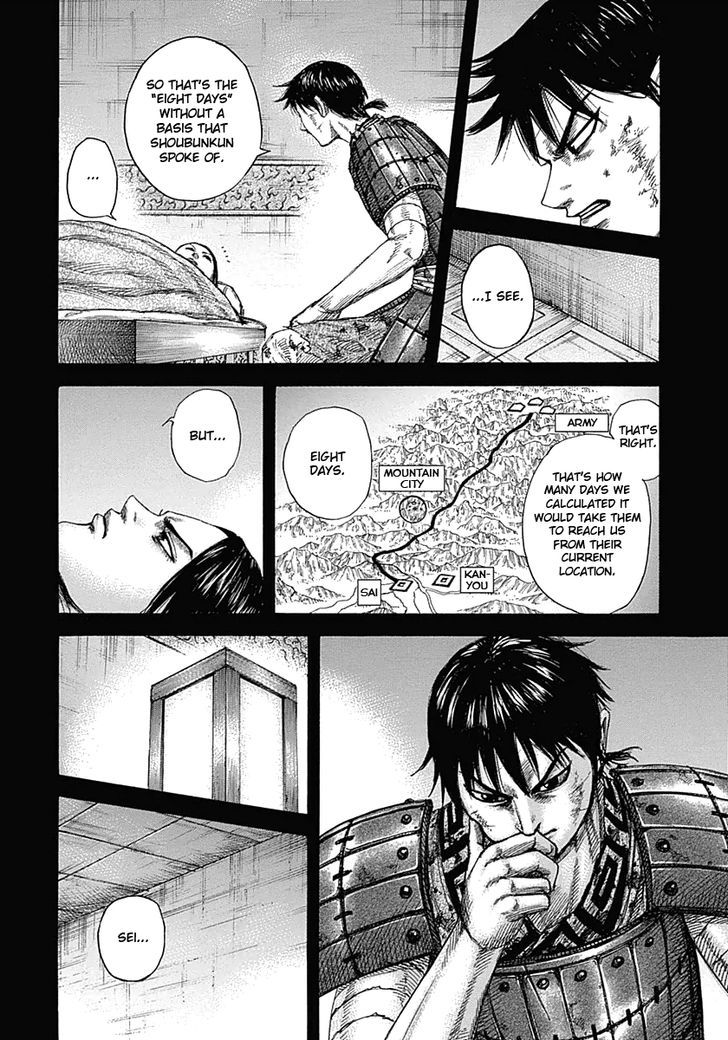 ...I SEE.
SO THAT'S THE
"EIGHT DAYS"
WITHOUT A
BASIS THAT
SHOUBUNKUN
SPOKE OF.
...
THAT'S
RIGHT.
THAT'S HOW
MANY DAYS WE
CALCULATED IT
WOULD TAKE THEM
TO REACH US
FROM THEIR
CURRENT
LOCATION.
ARMY
MOUNTAIN
CITY
KAN-
YOU
SAI
EIGHT
DAYS.
BUT...
SEI...